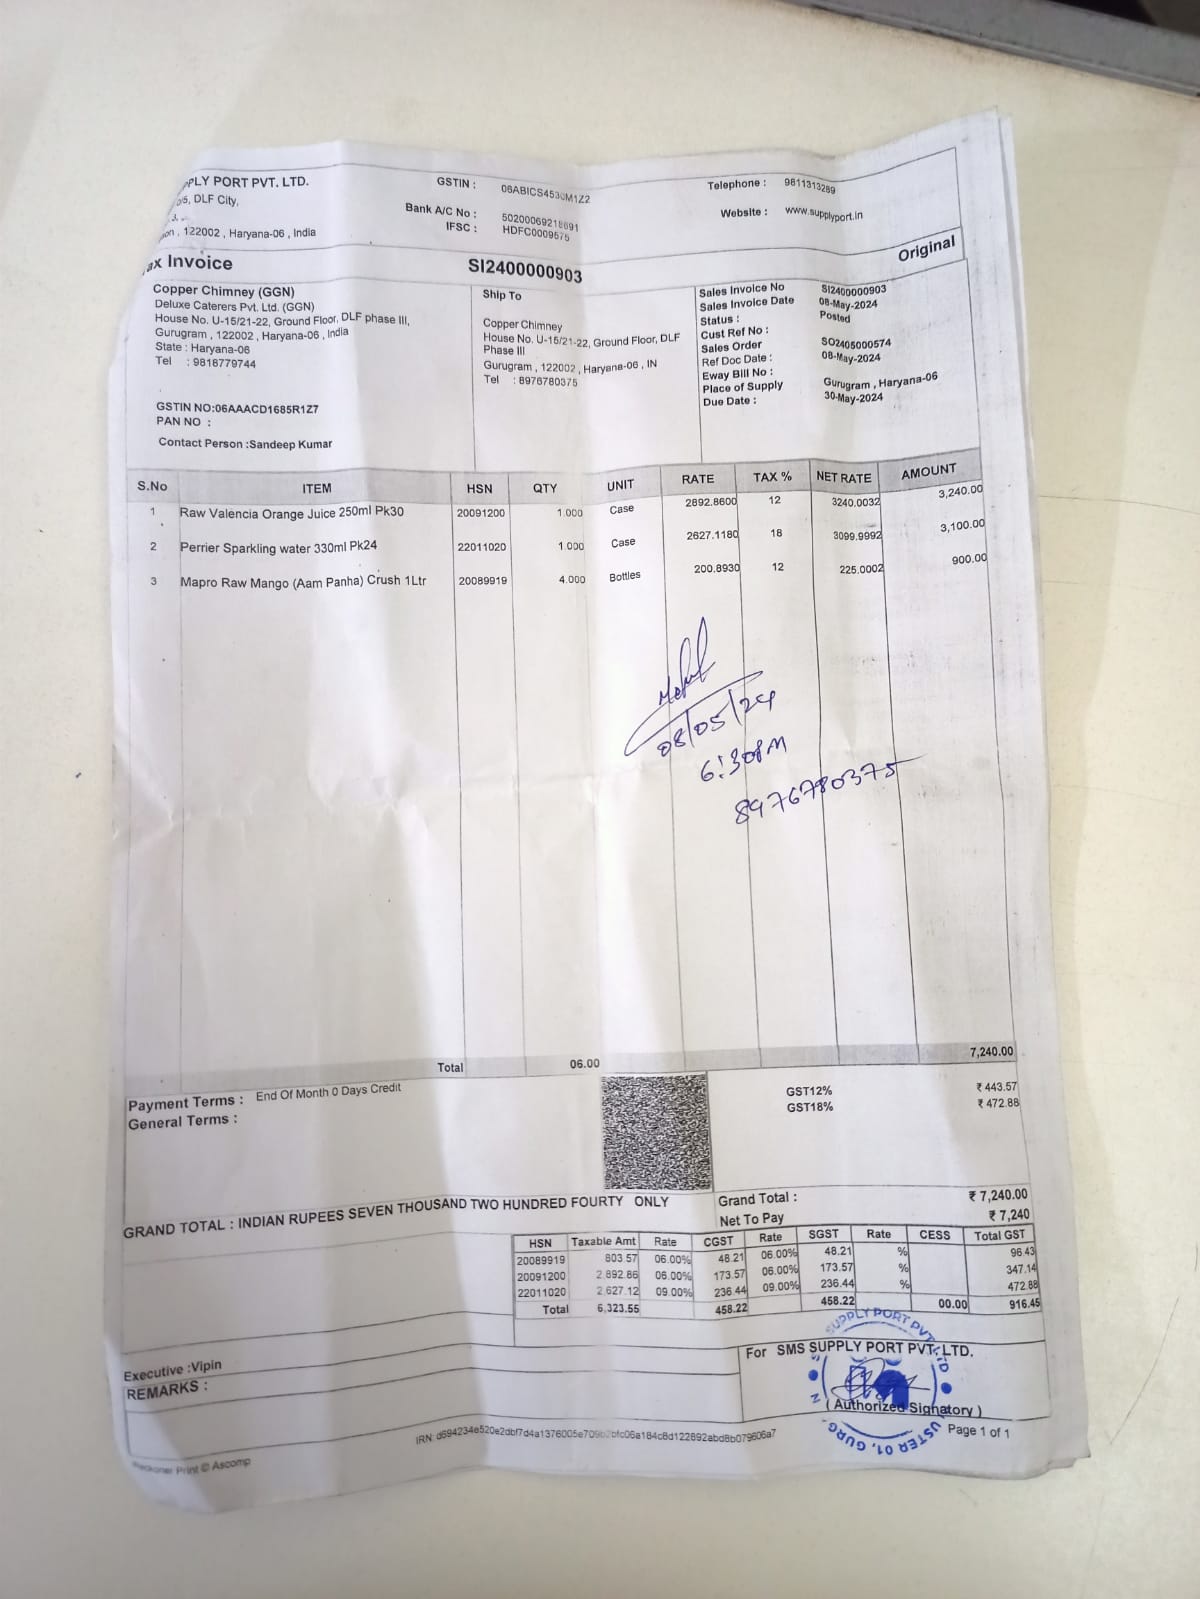 PLY PORT PVT. LTD.
DLF City,
122002 , Haryana-06 , India
GSTIN :
Bank A/C No : 50200069218691
IFSC : HDFC0009575
Telephone : 9811313289
Website : www.supplyport.in
ax Invoice
SI2400000903
Original
Copper Chimney (GGN)
Deluxe Caterers Pvt. Ltd. (GGN)
House No. U-15/21-22, Ground Floor, DLF phase III,
Gurugram , 122002 , Haryana-06 , India
State : Haryana-06
Tel : 9818779744
GSTIN NO:06AAACD1685R1Z7
PAN NO :
Contact Person :Sandeep Kumar
Ship To
Copper Chimney
House No. U-15/21-22, Ground Floor, DLF
Phase III
Gurugram , 122002 , Haryana-06 , IN
Tel : 8976780375
Sales Invoice No SI2400000903
Sales Invoice Date 08-May-2024
Status : Posted
Cust Ref No :
Sales Order SO2405000574
Ref Doc Date : 08-May-2024
Eway Bill No :
Place of Supply Gurugram , Haryana-06
Due Date : 30-May-2024
S.No ITEM HSN QTY UNIT RATE TAX % NET RATE AMOUNT
1 Raw Valencia Orange Juice 250ml Pk30 20091200 1.000 Case 2892.8600 12 3240.0032 3,240.00
2 Perrier Sparkling water 330ml Pk24 22011020 1.000 Case 2627.1180 18 3099.9992 3,100.00
3 Mapro Raw Mango (Aam Panha) Crush 1Ltr 20089919 4.000 Bottles 200.8930 12 225.0002 900.00
08/05/24
6:30PM
8976780375
Total 06.00 7,240.00
Payment Terms : End Of Month 0 Days Credit
General Terms :
GST12% ₹ 443.57
GST18% ₹ 472.88
GRAND TOTAL : INDIAN RUPEES SEVEN THOUSAND TWO HUNDRED FOURTY ONLY
Grand Total : ₹ 7,240.00
Net To Pay ₹ 7,240
HSN Taxable Amt Rate CGST Rate SGST Rate CESS Total GST
20089919 803.57 06.00% 48.21 06.00% 48.21 % 96.43
20091200 2,892.86 06.00% 173.57 06.00% 173.57 % 347.14
22011020 2,627.12 09.00% 236.44 09.00% 236.44 % 472.88
Total 6,323.55 458.22 458.22 00.00 916.45
Executive :Vipin
REMARKS :
For SMS SUPPLY PORT PVT. LTD.
SUPPLY PORT PVT
( Authorized Signatory )
Page 1 of 1
Print © Ascomp